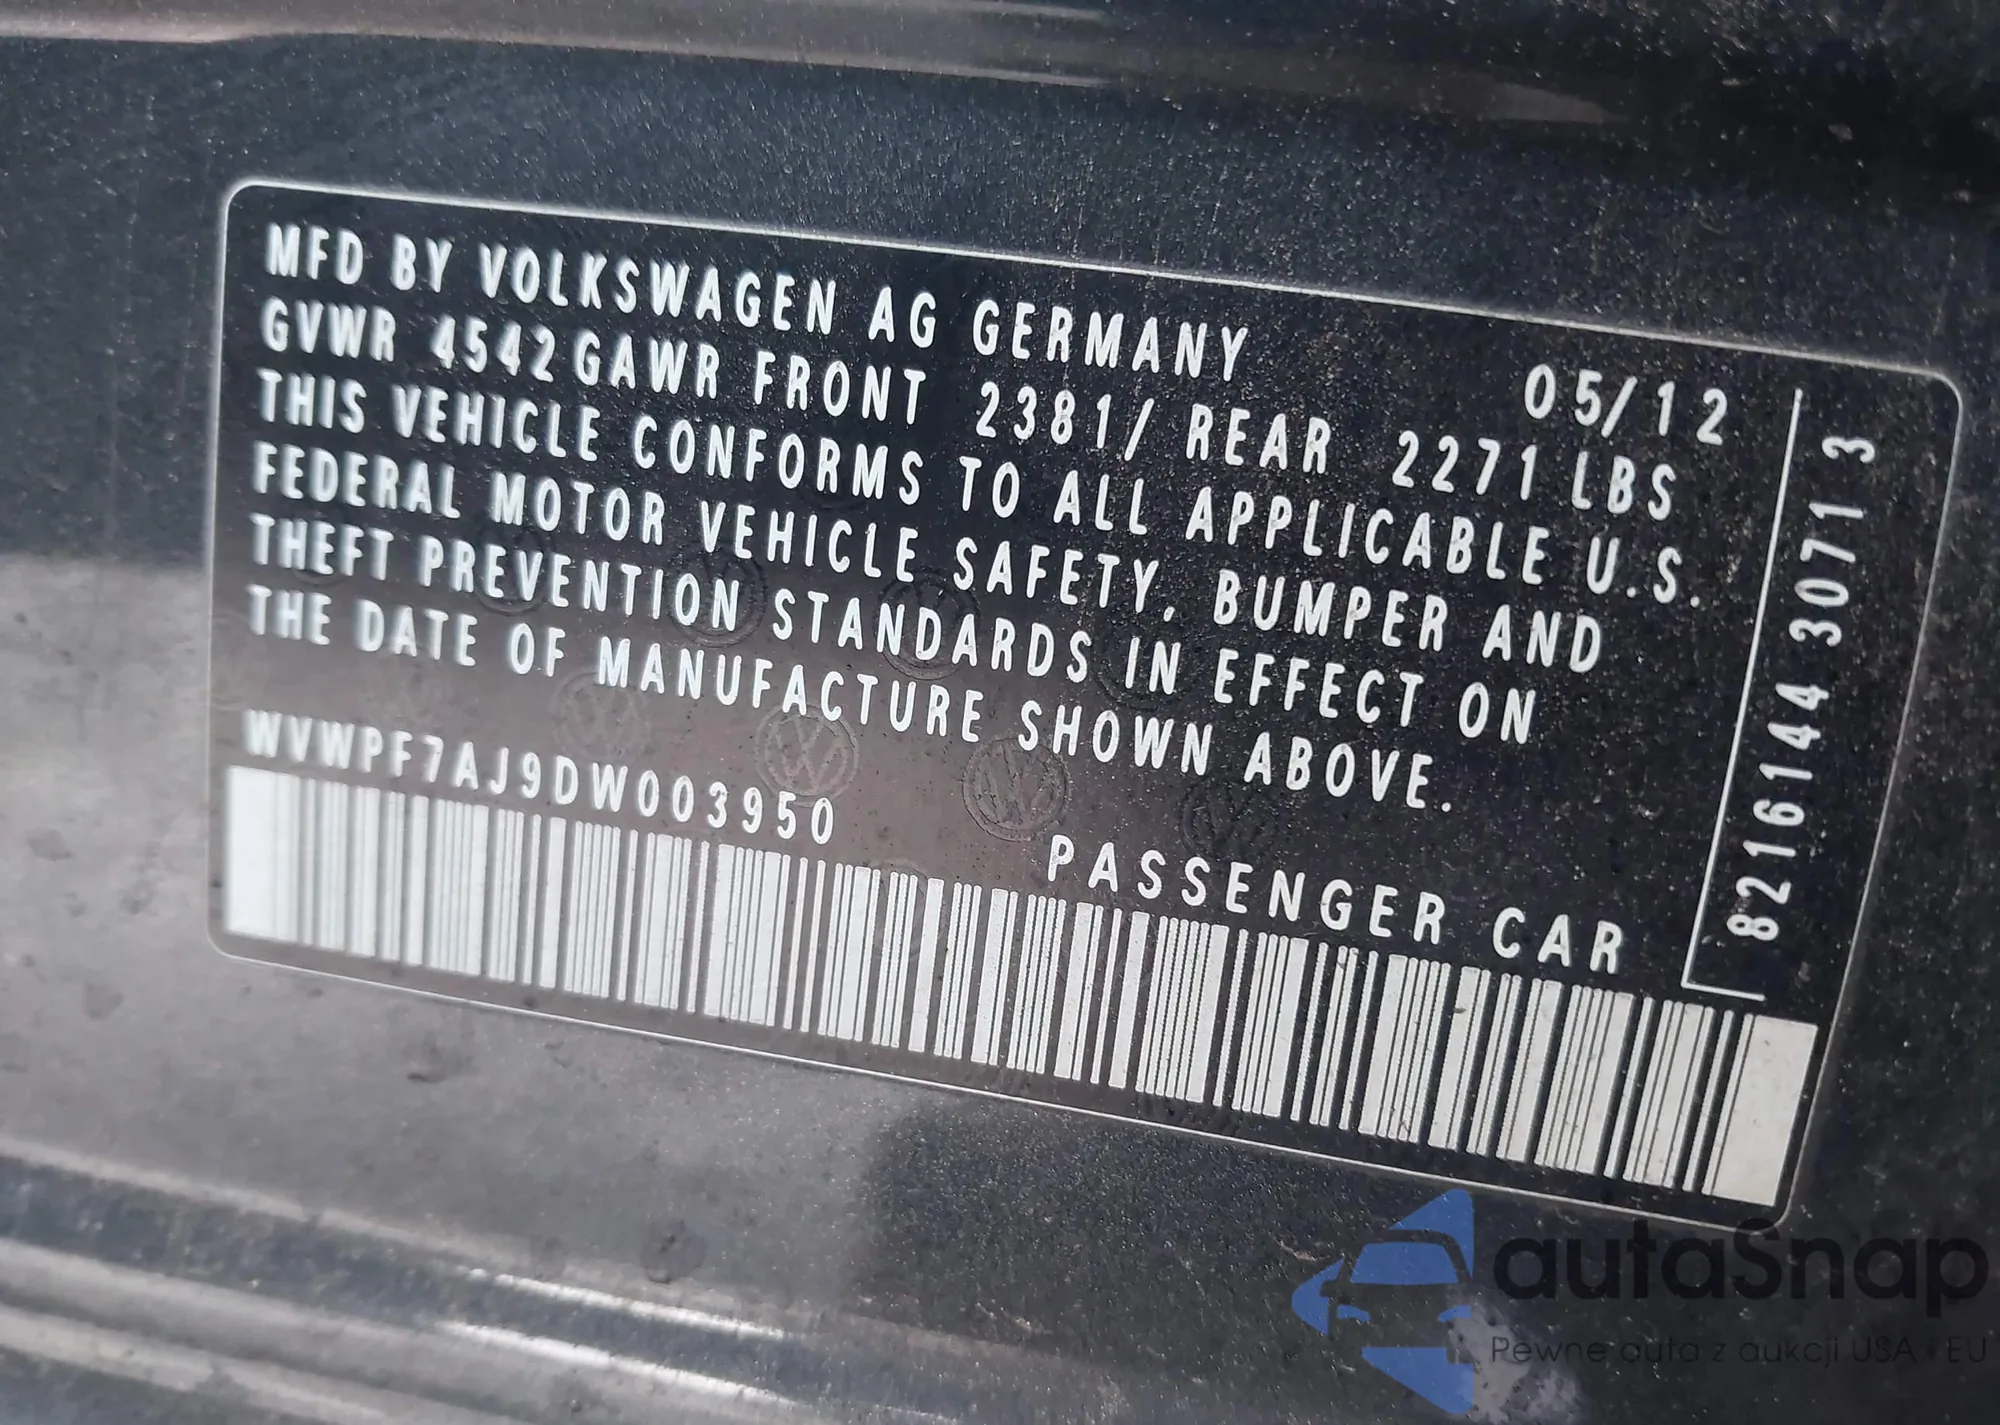 MFD BY VOLKSWAGEN AG GERMANY 05/12
GVWR 4542 GAWR FRONT 2381/ REAR 2271 LBS
THIS VEHICLE CONFORMS TO ALL APPLICABLE U.S.
FEDERAL MOTOR VEHICLE SAFETY, BUMPER AND
THEFT PREVENTION STANDARDS IN EFFECT ON
THE DATE OF MANUFACTURE SHOWN ABOVE.
WVWPF7AJ9DW003950
PASSENGER CAR
8216144 3071 3
autaSnap
Pewne auta z aukcji USA i EU